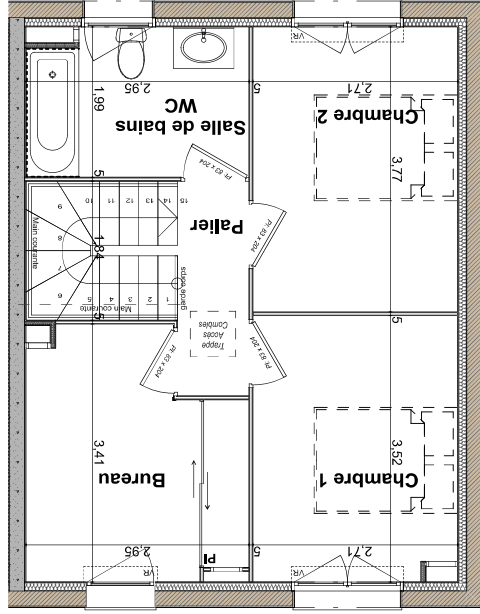 PI
VR
VR
2,71
5
2,95
Chambre 1
3,52
Bureau
3,41
Pl. 83 x 204
Pl. 83 x 204
Trappe
Accès
Combles
5
5
garde corps
Main courante
1
2
3
4
5
6
7
8
9
10
11
12
13
14
15
1,84
Main courante
Palier
Pl. 83 x 204
Pl. 83 x 204
5
3,77
Chambre 2
Salle de bains
WC
1,99
2,71
5
2,95
VR